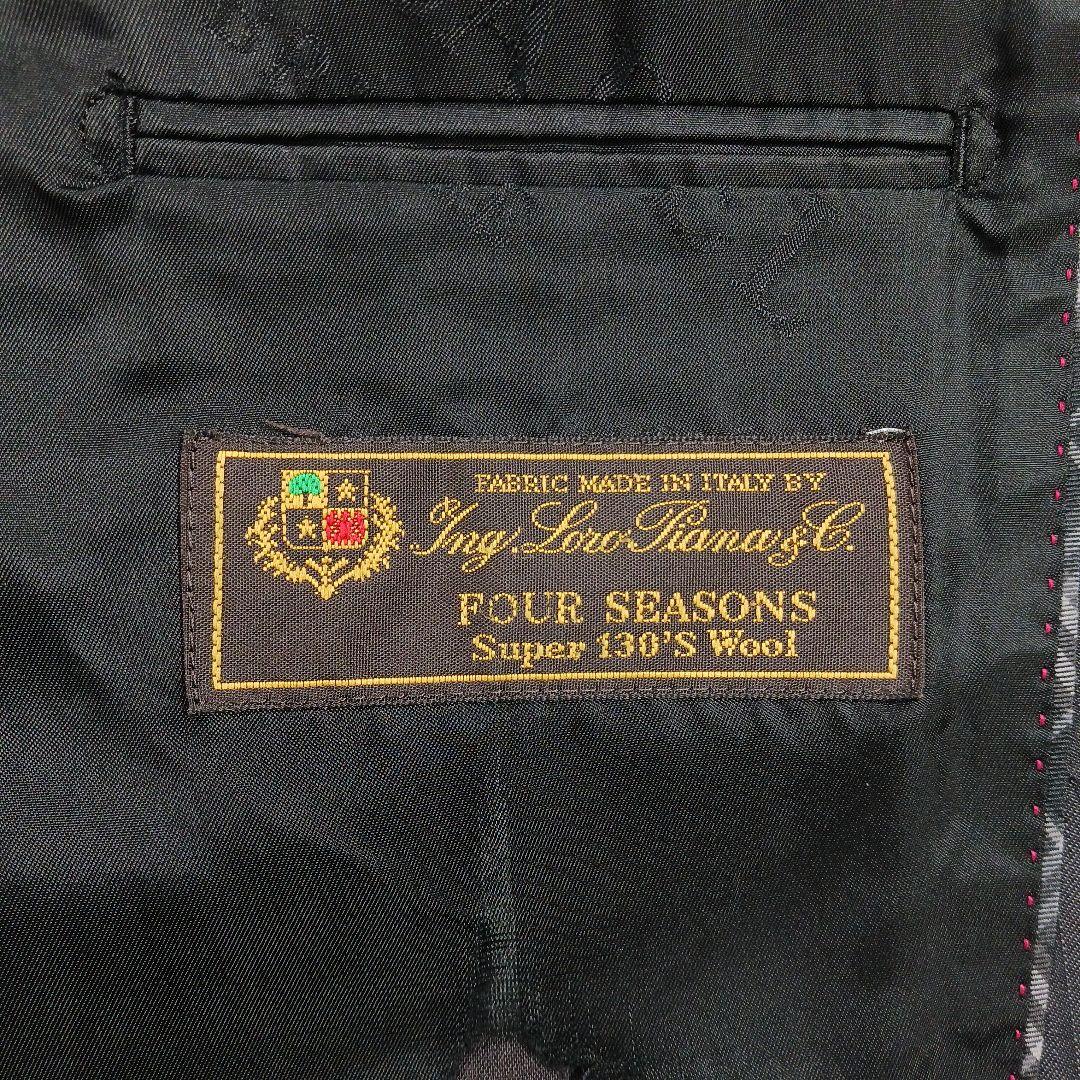 FABRIC MADE IN ITALY BY
Ing. Loro Piana & C.
FOUR SEASONS
Super 130'S Wool